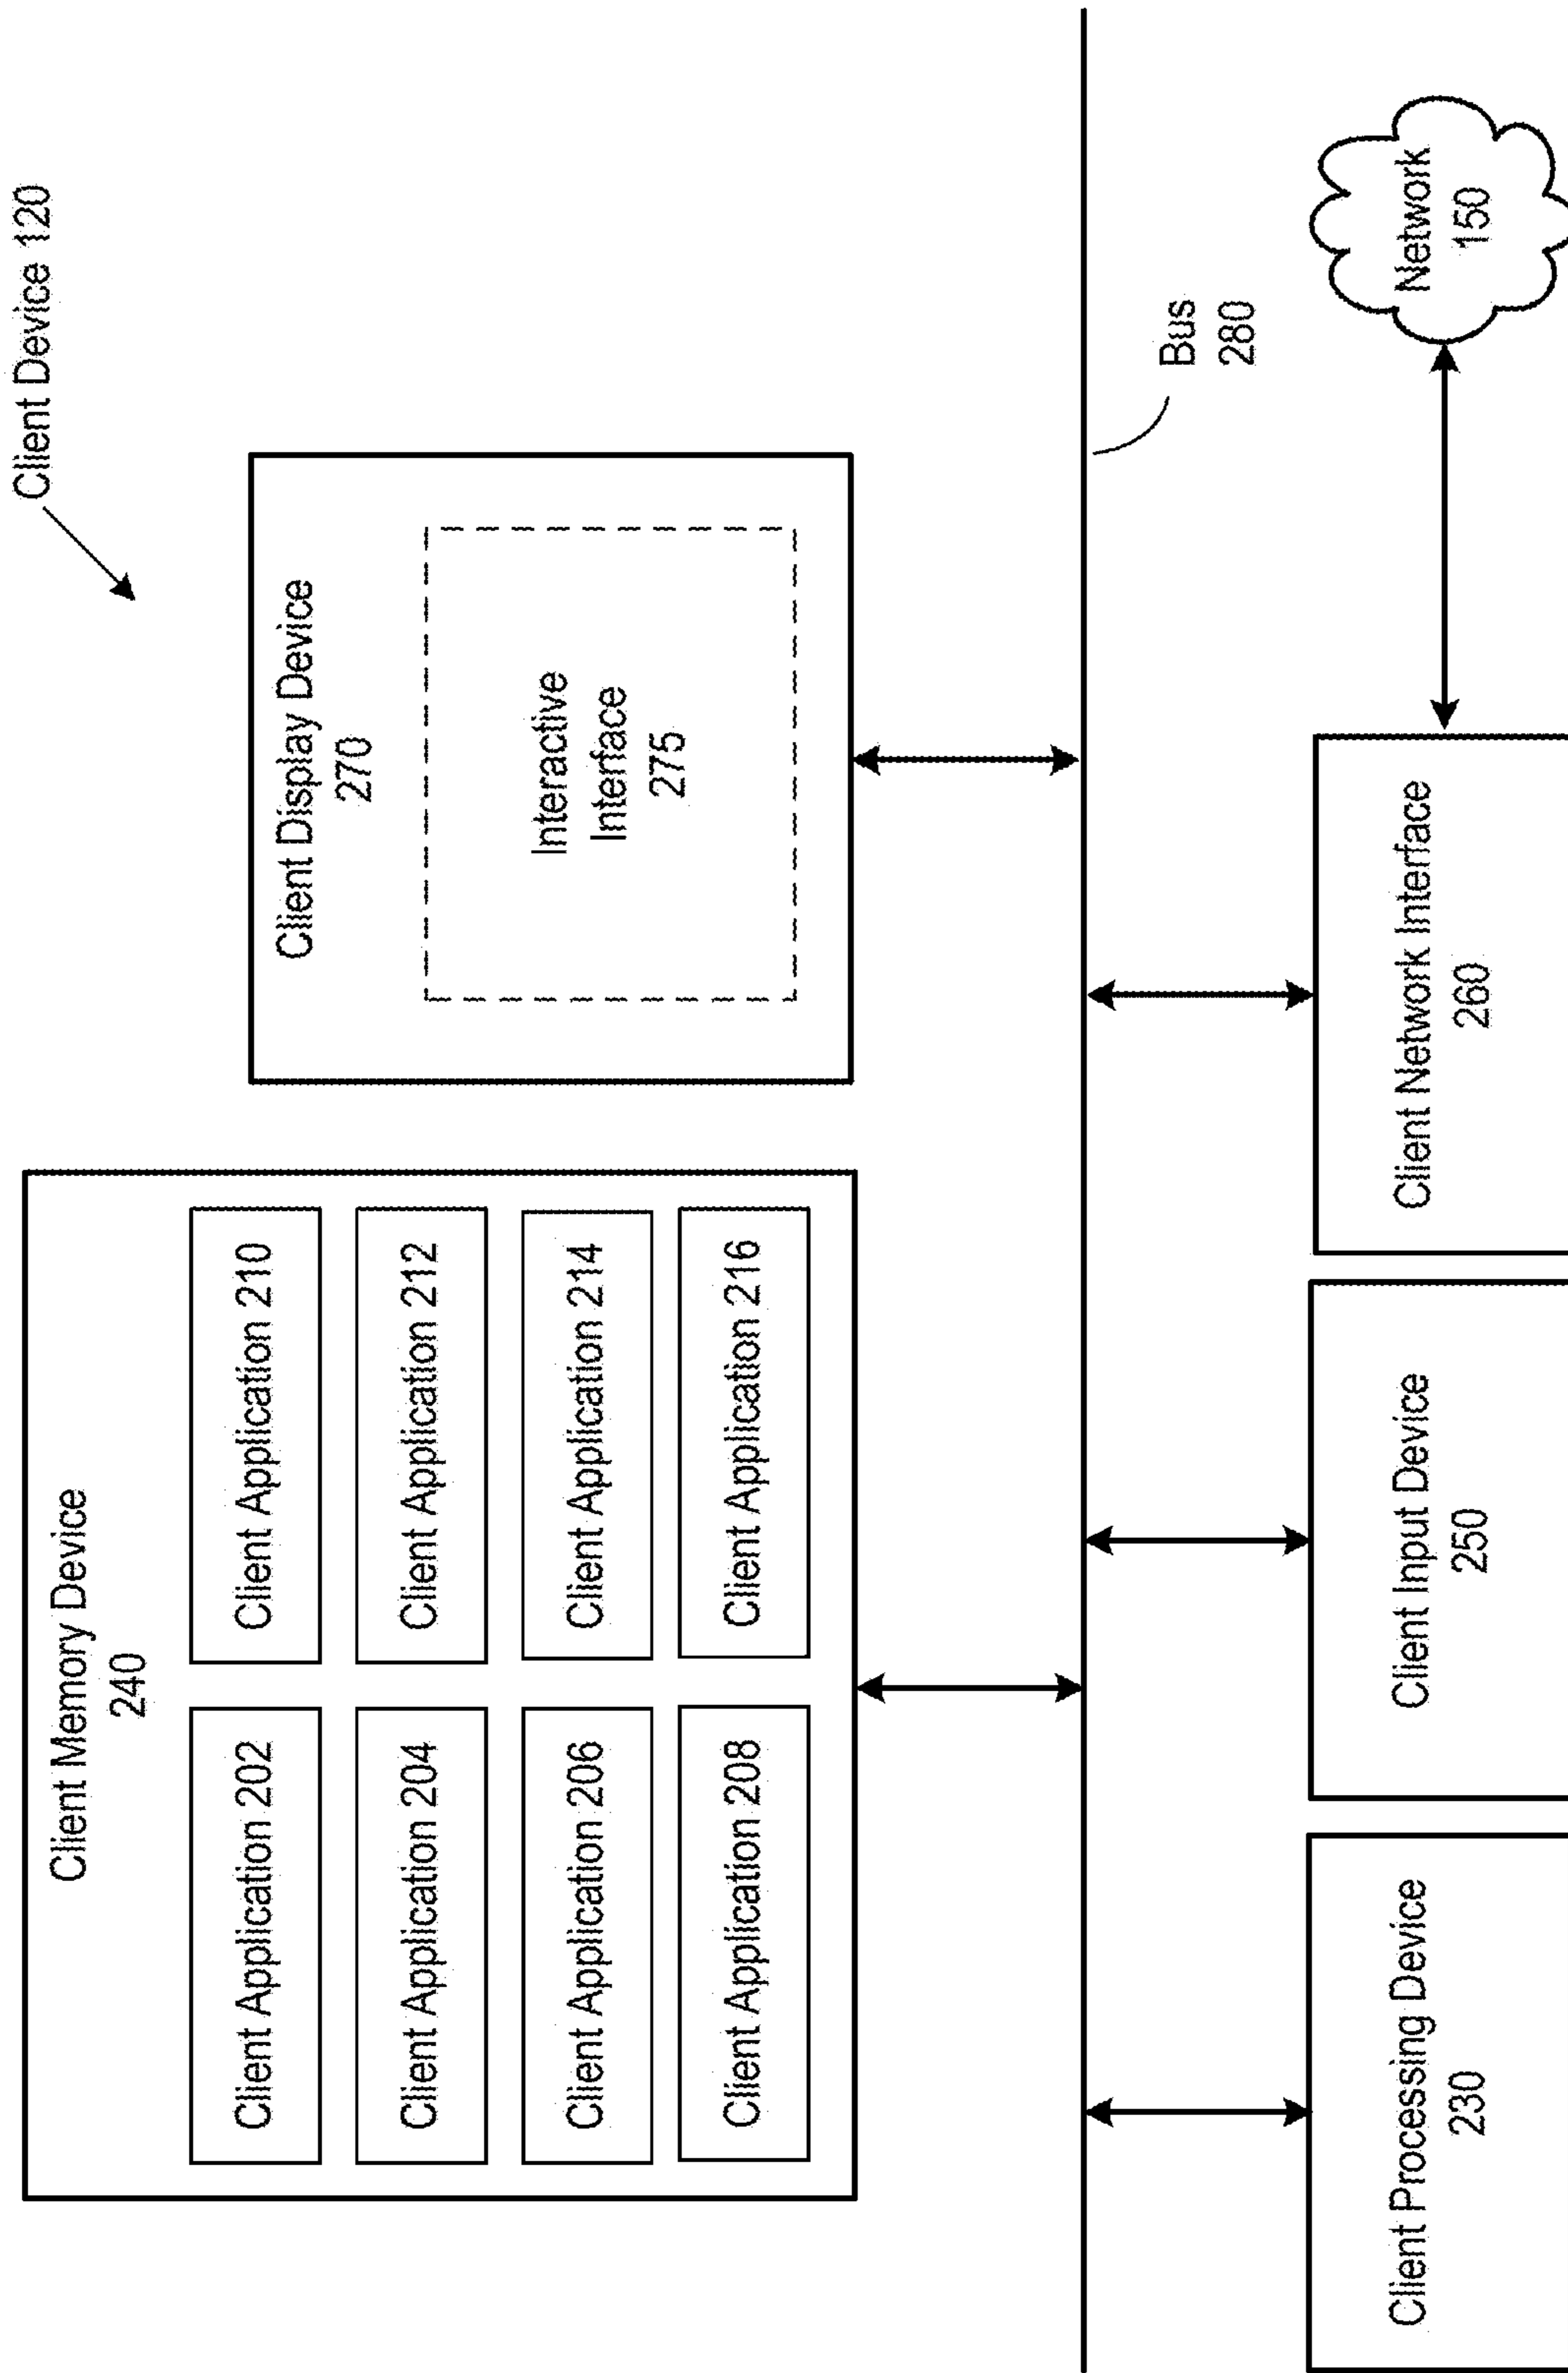 Client Device 120
Client Memory Device
240
Client Application 202
Client Application 210
Client Application 204
Client Application 212
Client Application 206
Client Application 214
Client Application 208
Client Application 216
Client Display Device
270
Interactive
Interface
275
Bus
280
Client Processing Device
230
Client Input Device
250
Client Network Interface
260
Network
150